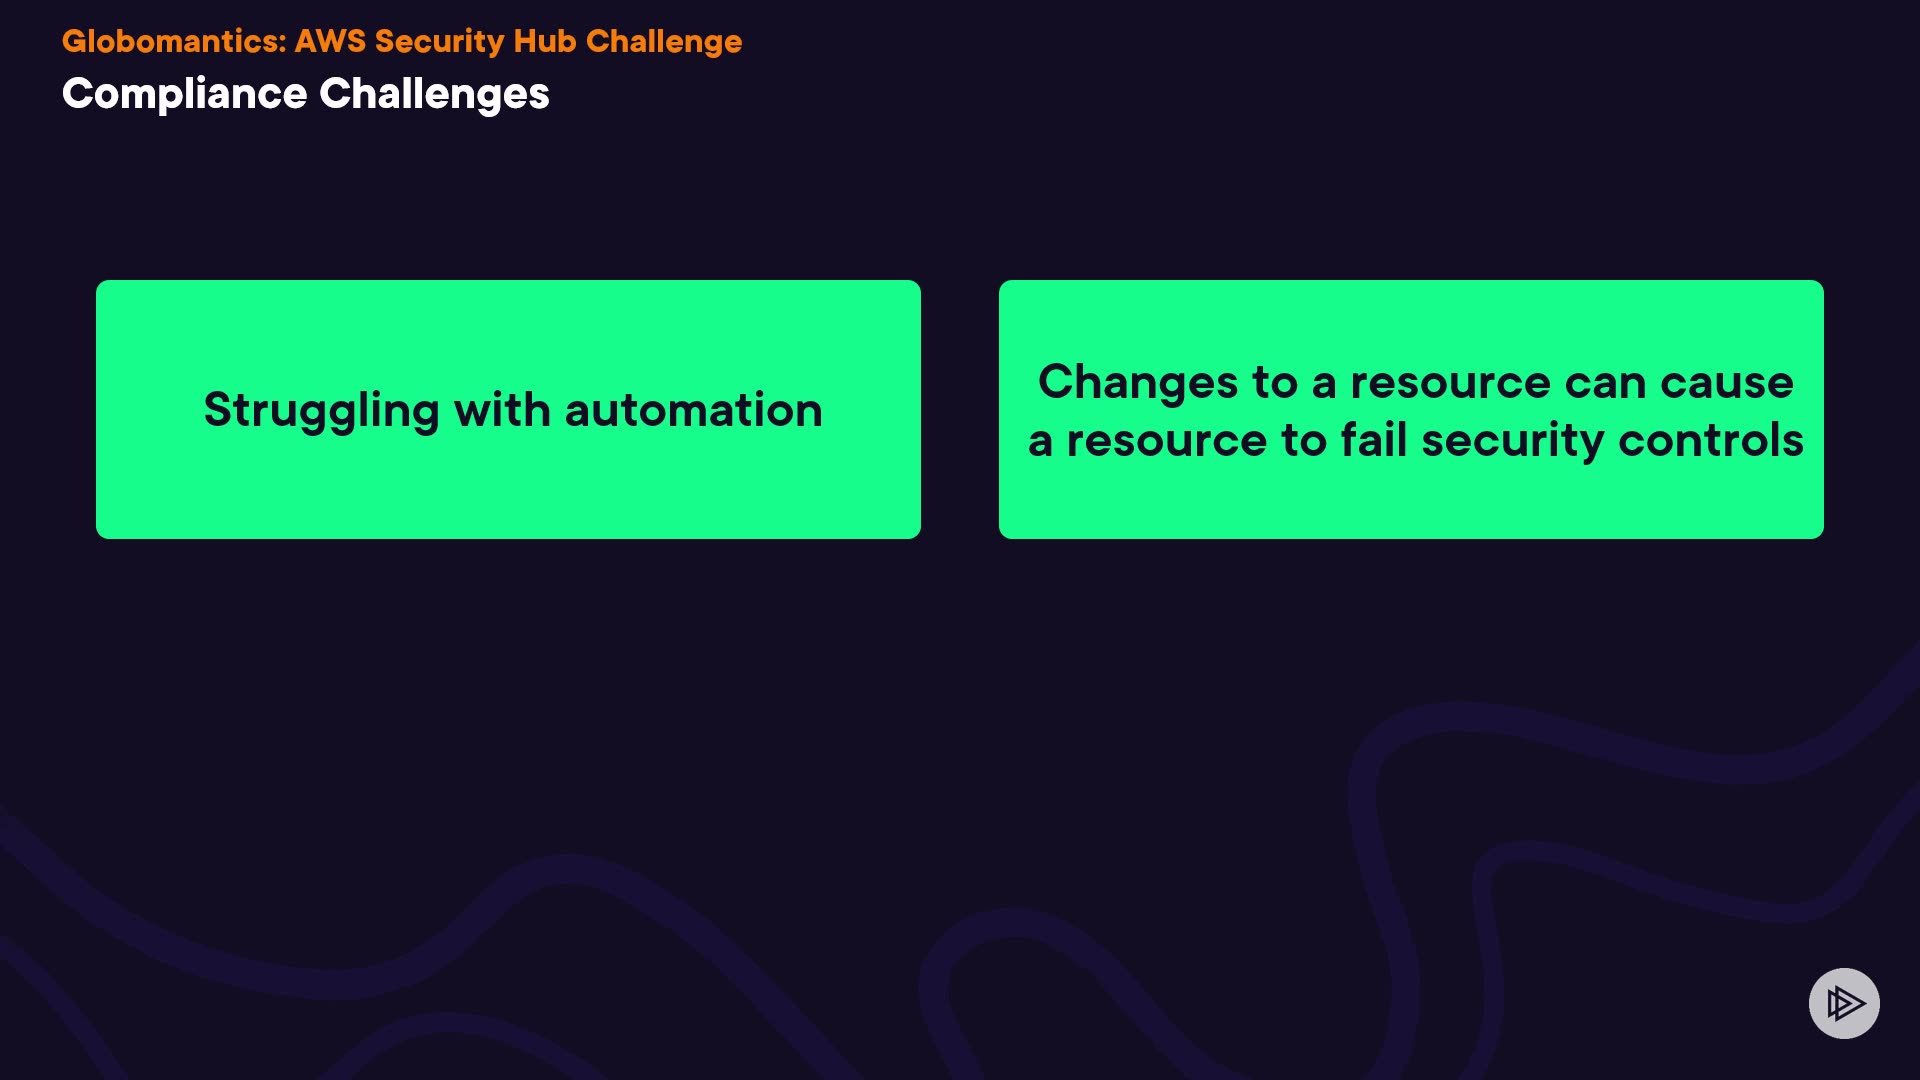 Globomantics: AWS Security Hub Challenge
Compliance Challenges
Struggling with automation
Changes to a resource can cause
a resource to fail security controls